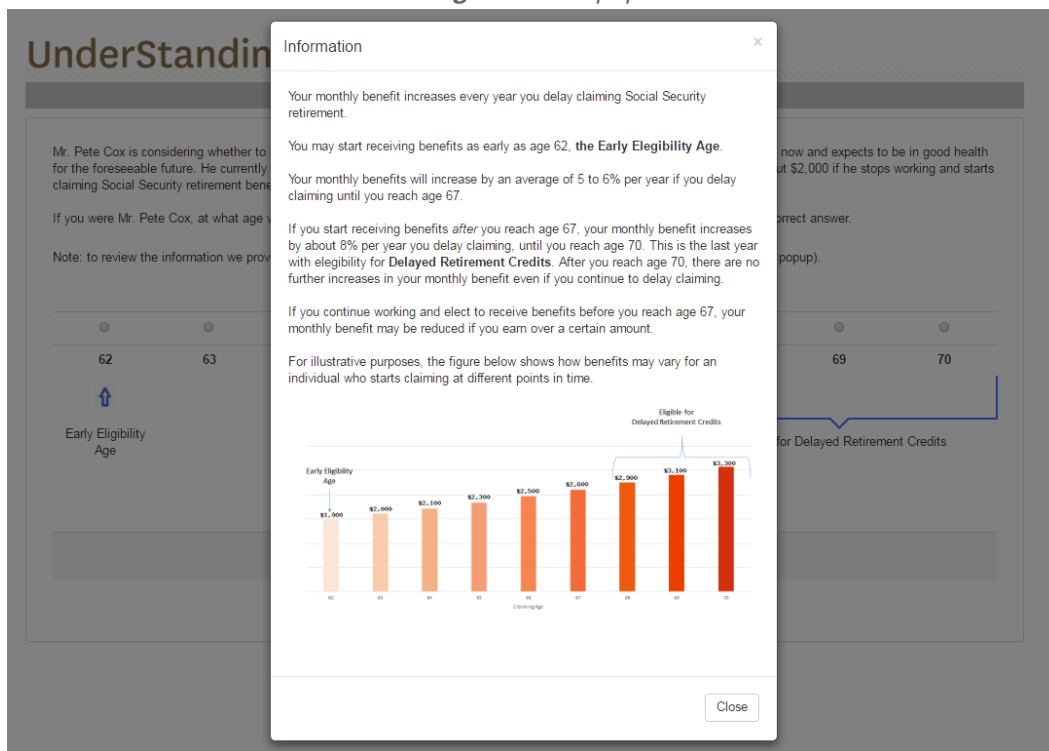 UnderStandin
Information
×
Your monthly benefit increases every year you delay claiming Social Security
retirement.
You may start receiving benefits as early as age 62, the Early Elegibility Age.
Your monthly benefits will increase by an average of 5 to 6% per year if you delay
claiming until you reach age 67.
If you start receiving benefits after you reach age 67, your monthly benefit increases
by about 8% per year you delay claiming, until you reach age 70. This is the last year
with elegibility for Delayed Retirement Credits. After you reach age 70, there are no
further increases in your monthly benefit even if you continue to delay claiming.
If you continue working and elect to receive benefits before you reach age 67, your
monthly benefit may be reduced if you earn over a certain amount.
For illustrative purposes, the figure below shows how benefits may vary for an
individual who starts claiming at different points in time.
Eligible for
Delayed Retirement Credits
Early Eligibility
Age
$1,900 $2,000 $2,100 $2,300 $2,500 $2,600 $2,900 $3,100 $3,300
62 63 64 65 66 67 68 69 70
Claiming Age
Close
Mr. Pete Cox is considering whether to
now and expects to be in good health
for the foreseeable future. He currently
ut $2,000 if he stops working and starts
claiming Social Security retirement bene
If you were Mr. Pete Cox, at what age
orrect answer.
Note: to review the information we prov
popup).
62 63 69 70
Early Eligibility
Age
for Delayed Retirement Credits